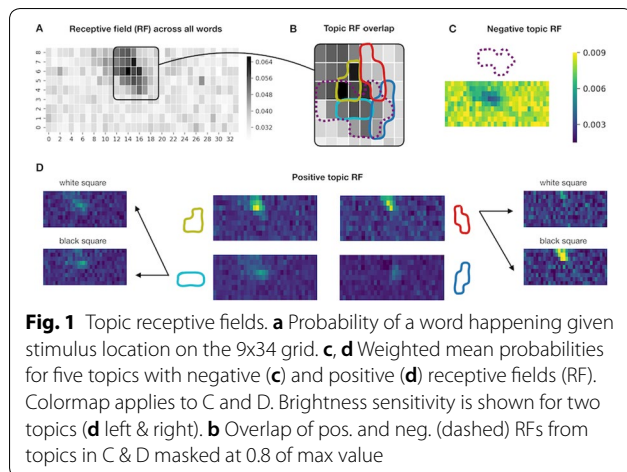 A Receptive field (RF) across all words
8
7
6
5
4
3
2
1
0
0 2 4 6 8 10 12 14 16 18 20 22 24 26 28 30 32
0.064
0.056
0.048
0.040
0.032
B Topic RF overlap
C Negative topic RF
0.009
0.006
0.003
D Positive topic RF
white square
black square
white square
black square
Fig. 1 Topic receptive fields. a Probability of a word happening given
stimulus location on the 9x34 grid. c, d Weighted mean probabilities
for five topics with negative (c) and positive (d) receptive fields (RF).
Colormap applies to C and D. Brightness sensitivity is shown for two
topics (d left & right). b Overlap of pos. and neg. (dashed) RFs from
topics in C & D masked at 0.8 of max value